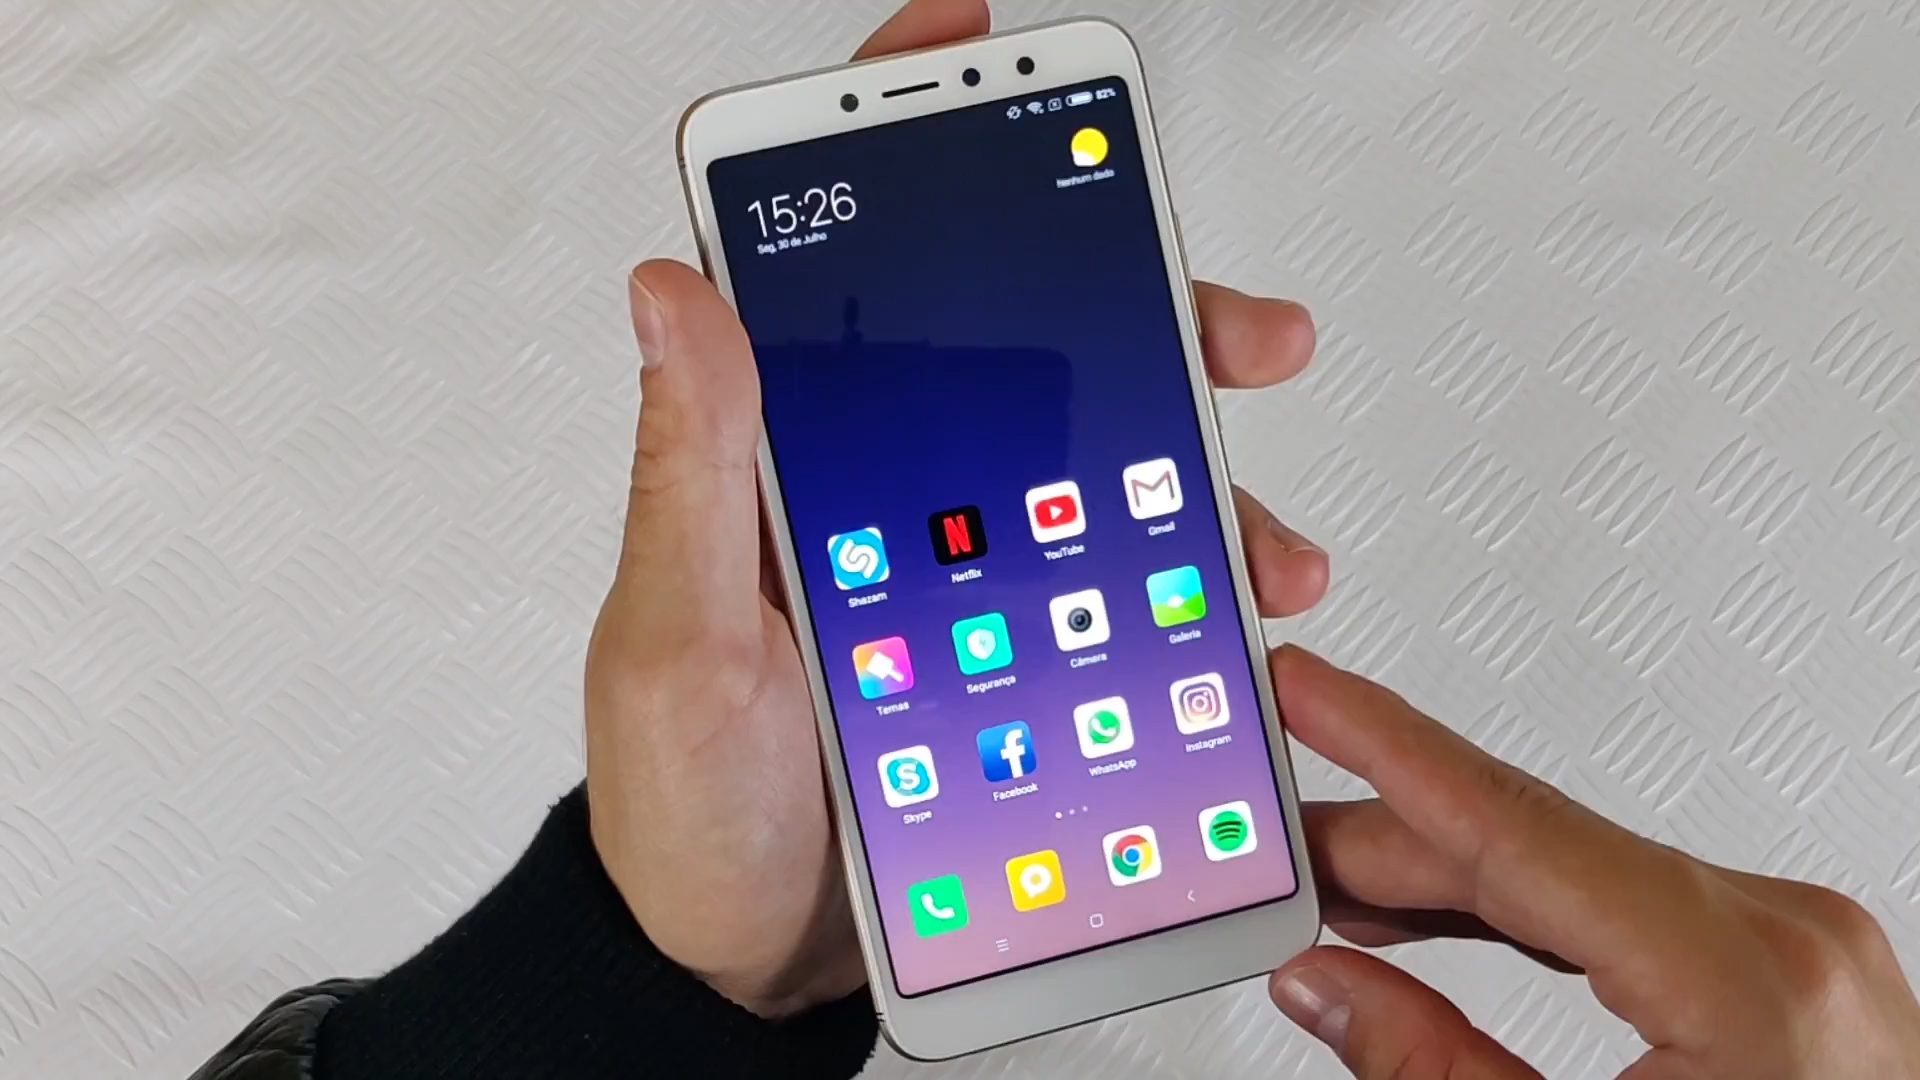 82%
Nenhum dado
15:26
Seg, 30 de Julho
Shazam
Netflix
YouTube
Gmail
Temas
Segurança
Câmera
Galeria
Skype
Facebook
WhatsApp
Instagram